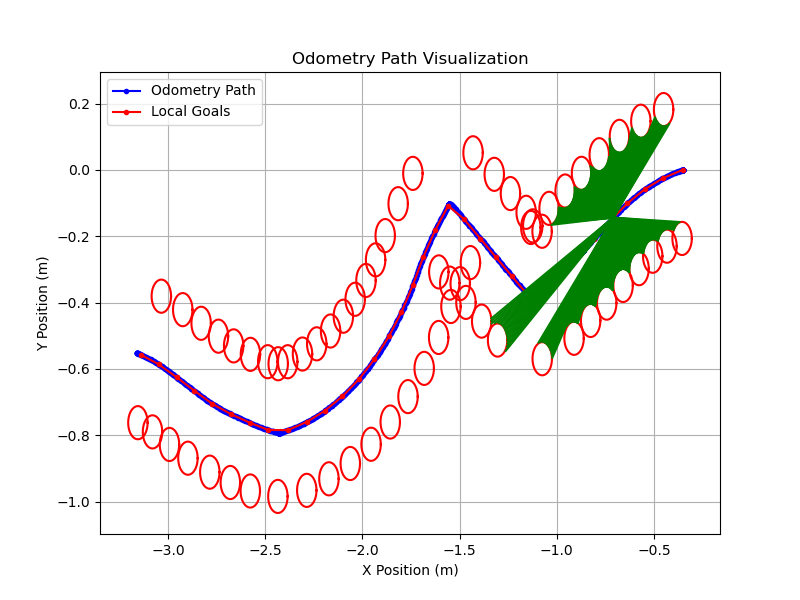 Odometry Path Visualization
Odometry Path
Local Goals
Y Position (m)
0.2
0.0
−0.2
−0.4
−0.6
−0.8
−1.0
−3.0 −2.5 −2.0 −1.5 −1.0 −0.5
X Position (m)